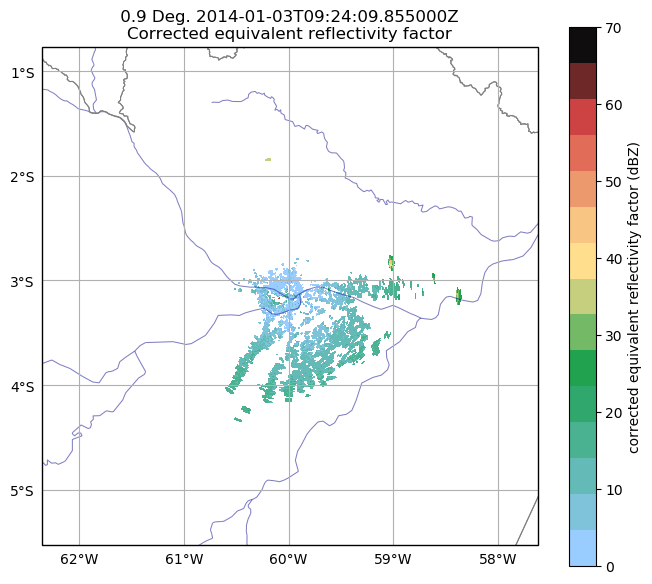 0.9 Deg. 2014-01-03T09:24:09.855000Z
Corrected equivalent reflectivity factor
1°S
2°S
3°S
4°S
5°S
62°W 61°W 60°W 59°W 58°W
70
60
50
40
30
20
10
0
corrected equivalent reflectivity factor (dBZ)